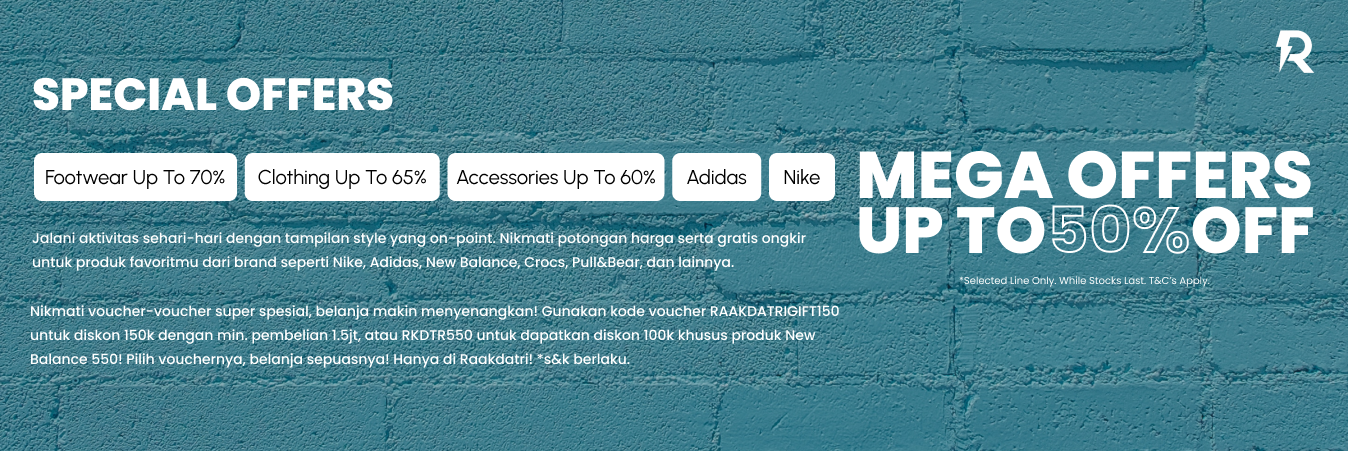 SPECIAL OFFERS
Footwear Up To 70% Clothing Up To 65% Accessories Up To 60% Adidas Nike
Jalani aktivitas sehari-hari dengan tampilan style yang on-point. Nikmati potongan harga serta gratis ongkir
untuk produk favoritmu dari brand seperti Nike, Adidas, New Balance, Crocs, Pull&Bear, dan lainnya.
Nikmati voucher-voucher super spesial, belanja makin menyenangkan! Gunakan kode voucher RAAKDATRIGIFT150
untuk diskon 150k dengan min. pembelian 1.5jt, atau RKDTR550 untuk dapatkan diskon 100k khusus produk New
Balance 550! Pilih vouchernya, belanja sepuasnya! Hanya di Raakdatri! *s&k berlaku.
R
MEGA OFFERS
UP TO 50% OFF
*Selected Line Only. While Stocks Last. T&C's Apply.